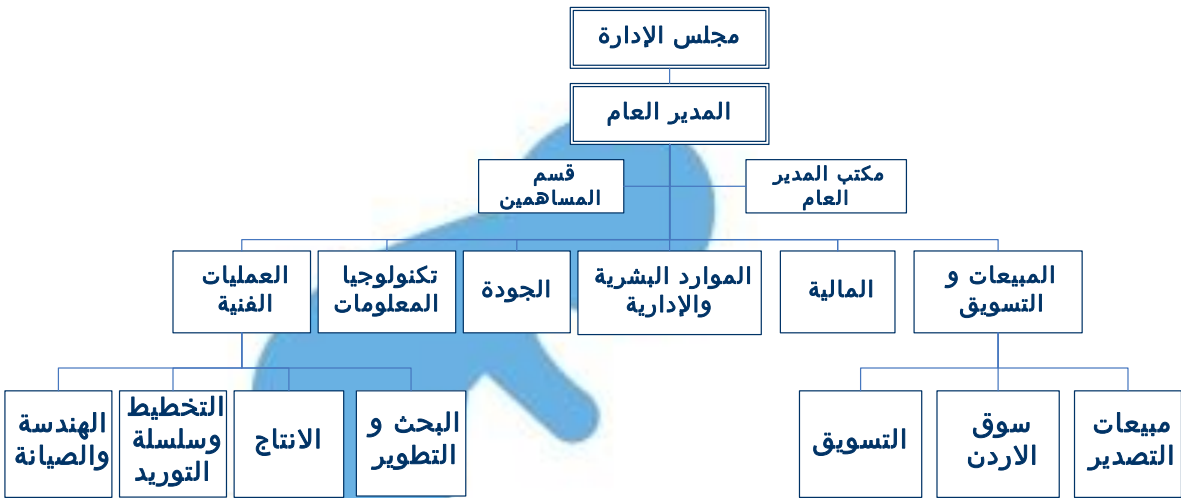 مجلس الإدارة
المدير العام
مكتب المدير
العام
قسم
المساهمين
المبيعات و
التسويق
المالية
الموارد البشرية
والإدارية
الجودة
تكنولوجيا
المعلومات
العمليات
الفنية
مبيعات
التصدير
سوق
الاردن
التسويق
البحث و
التطوير
الانتاج
التخطيط
وسلسلة
التوريد
الهندسة
والصيانة